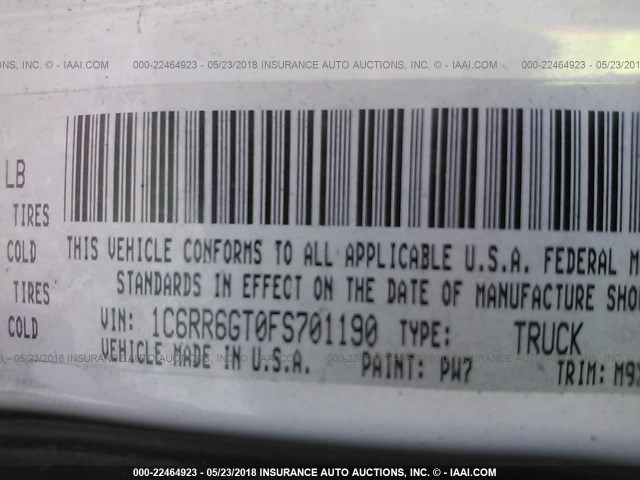 INC. © - IAAI.COM 000-22464923 - 05/23/2018 INSURANCE AUTO AUCTIONS, INC. © - IAAI.COM 000-22464923 - 05/23/2018
LB
TIRES
COLD
TIRES
COLD
THIS VEHICLE CONFORMS TO ALL APPLICABLE U.S.A. FEDERAL M
STANDARDS IN EFFECT ON THE DATE OF MANUFACTURE SHO
VIN: 1C6RR6GT0FS701190 TYPE: TRUCK
VEHICLE MADE IN U.S.A. PAINT: PW7 TRIM: M9
000-22464923 - 05/23/2018 INSURANCE AUTO AUCTIONS, INC. © - IAAI.COM